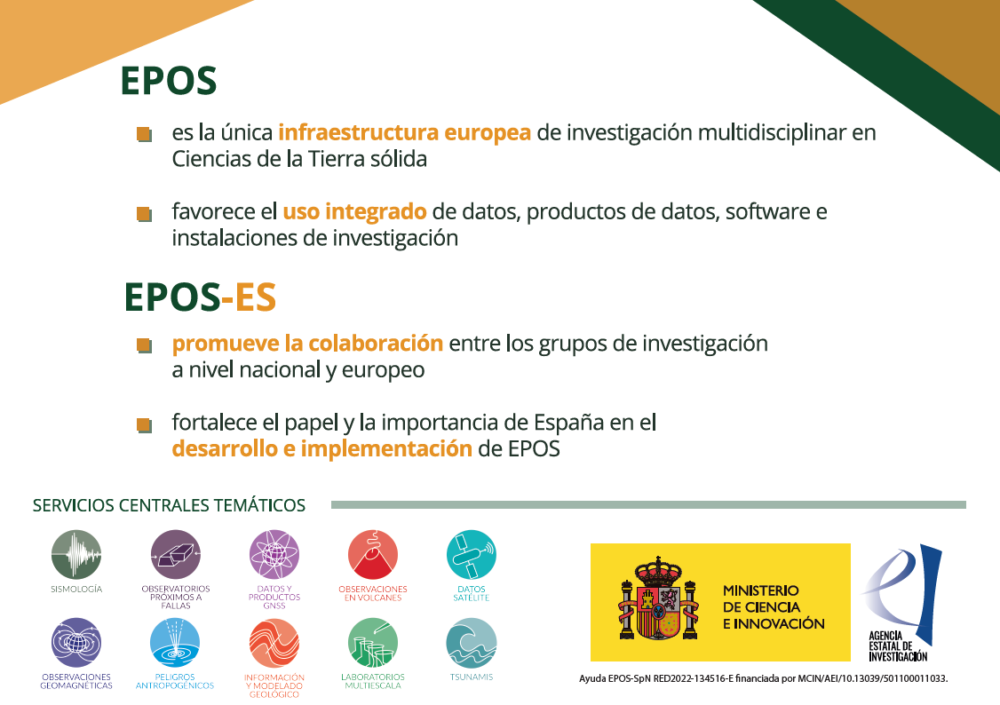 EPOS
es la única infraestructura europea de investigación multidisciplinar en
Ciencias de la Tierra sólida
favorece el uso integrado de datos, productos de datos, software e
instalaciones de investigación
EPOS-ES
promueve la colaboración entre los grupos de investigación
a nivel nacional y europeo
fortalece el papel y la importancia de España en el
desarrollo e implementación de EPOS
SERVICIOS CENTRALES TEMÁTICOS
SISMOLOGÍA
OBSERVATORIOS
PRÓXIMOS A
FALLAS
DATOS Y
PRODUCTOS
GNSS
OBSERVACIONES
EN VOLCANES
DATOS
SATÉLITE
OBSERVACIONES
GEOMAGNÉTICAS
PELIGROS
ANTROPOGÉNICOS
INFORMACIÓN
Y MODELADO
GEOLÓGICO
LABORATORIOS
MULTIESCALA
TSUNAMIS
MINISTERIO
DE CIENCIA
E INNOVACIÓN
AGENCIA
ESTATAL DE
INVESTIGACIÓN
Ayuda EPOS-SpN RED2022-134516-E financiada por MCIN/AEI/10.13039/501100011033.